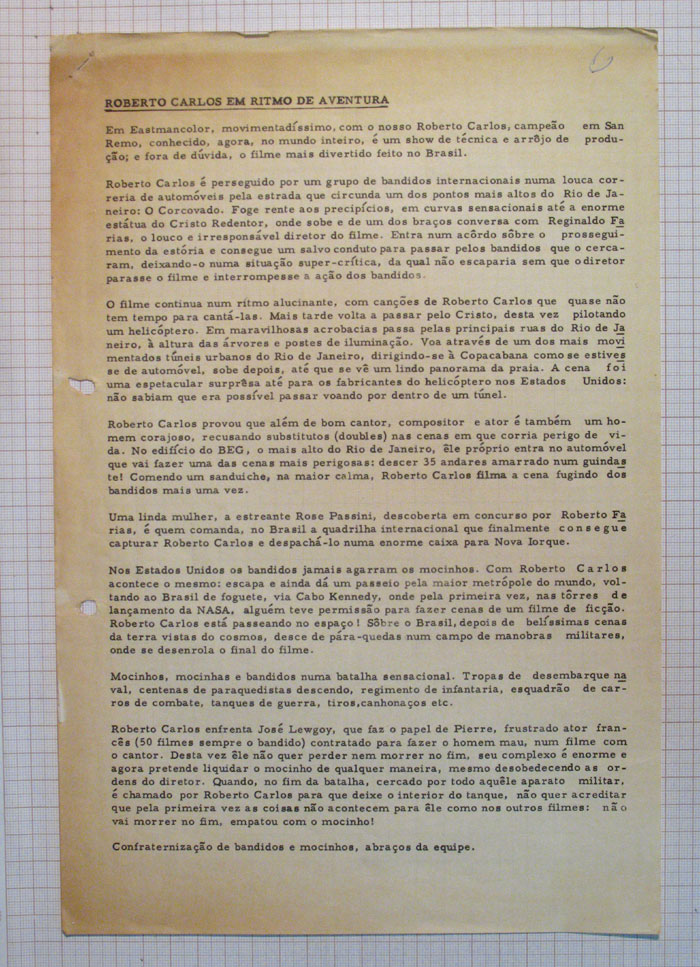 ROBERTO CARLOS EM RITMO DE AVENTURA
Em Eastmancolor, movimentadíssimo, com o nosso Roberto Carlos, campeão em San
Remo, conhecido, agora, no mundo inteiro, é um show de técnica e arrôjo de produ-
ção; e fora de dúvida, o filme mais divertido feito no Brasil.
Roberto Carlos é perseguido por um grupo de bandidos internacionais numa louca cor-
reria de automóveis pela estrada que circunda um dos pontos mais altos do Rio de Ja-
neiro: O Corcovado. Foge rente aos precipícios, em curvas sensacionais até a enorme
estátua do Cristo Redentor, onde sobe e de um dos braços conversa com Reginaldo Fa
rias, o louco e irresponsável diretor do filme. Entra num acôrdo sôbre o prossegui-
mento da estória e consegue um salvo conduto para passar pelos bandidos que o cerca-
ram, deixando-o numa situação super-crítica, da qual não escaparia sem que o diretor
parasse o filme e interrompesse a ação dos bandidos.
O filme continua num ritmo alucinante, com canções de Roberto Carlos que quase não
tem tempo para cantá-las. Mais tarde volta a passar pelo Cristo, desta vez pilotando
um helicóptero. Em maravilhosas acrobacias passa pelas principais ruas do Rio de Ja
neiro, à altura das árvores e postes de iluminação. Voa através de um dos mais movi
mentados túneis urbanos do Rio de Janeiro, dirigindo-se à Copacabana como se estives
se de automóvel, sobe depois, até que se vê um lindo panorama da praia. A cena foi
uma espetacular surprêsa até para os fabricantes do helicóptero nos Estados Unidos:
não sabiam que era possível passar voando por dentro de um túnel.
Roberto Carlos provou que além de bom cantor, compositor e ator é também um ho-
mem corajoso, recusando substitutos (doubles) nas cenas em que corria perigo de vi-
da. No edifício do BEG, o mais alto do Rio de Janeiro, êle próprio entra no automóvel
que vai fazer uma das cenas mais perigosas: descer 35 andares amarrado num guindas
te! Comendo um sanduiche, na maior calma, Roberto Carlos filma a cena fugindo dos
bandidos mais uma vez.
Uma linda mulher, a estreante Rose Passini, descoberta em concurso por Roberto Fa
rias, é quem comanda, no Brasil a quadrilha internacional que finalmente consegue
capturar Roberto Carlos e despachá-lo numa enorme caixa para Nova Iorque.
Nos Estados Unidos os bandidos jamais agarram os mocinhos. Com Roberto Carlos
acontece o mesmo: escapa e ainda dá um passeio pela maior metrópole do mundo, vol-
tando ao Brasil de foguete, via Cabo Kennedy, onde pela primeira vez, nas tôrres de
lançamento da NASA, alguém teve permissão para fazer cenas de um filme de ficção.
Roberto Carlos está passeando no espaço! Sôbre o Brasil, depois de belíssimas cenas
da terra vistas do cosmos, desce de pára-quedas num campo de manobras militares,
onde se desenrola o final do filme.
Mocinhos, mocinhas e bandidos numa batalha sensacional. Tropas de desembarque na
val, centenas de paraquedistas descendo, regimento de infantaria, esquadrão de car-
ros de combate, tanques de guerra, tiros, canhonaços etc.
Roberto Carlos enfrenta José Lewgoy, que faz o papel de Pierre, frustrado ator fran-
cês (50 filmes sempre o bandido) contratado para fazer o homem mau, num filme com
o cantor. Desta vez êle não quer perder nem morrer no fim, seu complexo é enorme e
agora pretende liquidar o mocinho de qualquer maneira, mesmo desobedecendo as or-
dens do diretor. Quando, no fim da batalha, cercado por todo aquêle aparato militar,
é chamado por Roberto Carlos para que deixe o interior do tanque, não quer acreditar
que pela primeira vez as coisas não acontecem para êle como nos outros filmes: não
vai morrer no fim, empatou com o mocinho!
Confraternização de bandidos e mocinhos, abraços da equipe.